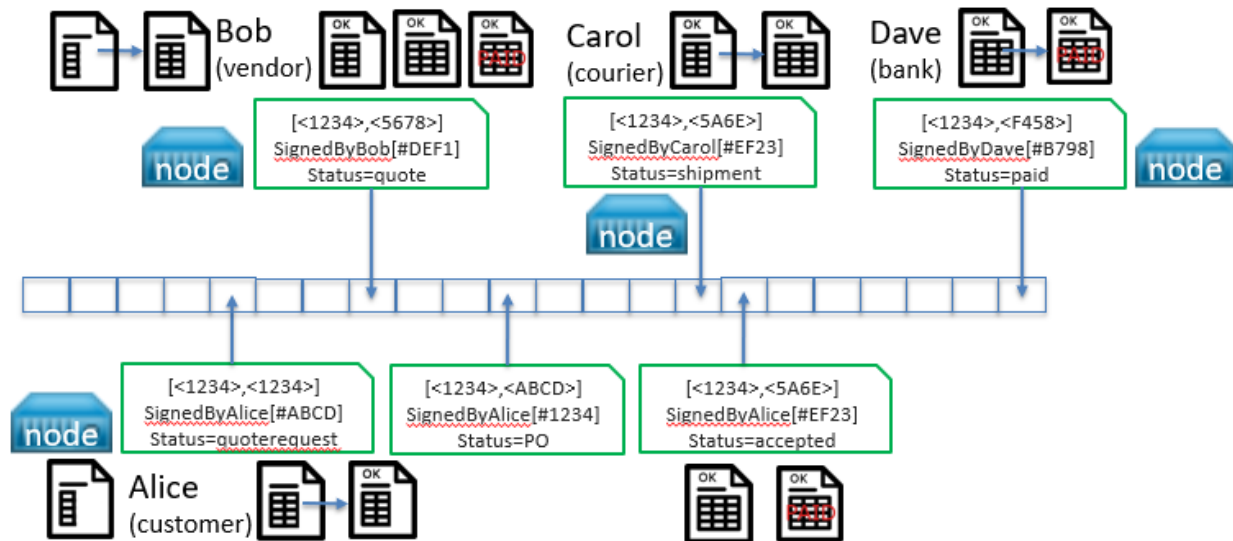 Bob
(vendor)
OK
OK
OK
PAID
Carol
(courier)
OK
OK
Dave
(bank)
OK
OK
PAID
node
[<1234>,<5678>]
SignedByBob[#DEF1]
Status=quote
[<1234>,<5A6E>]
SignedByCarol[#EF23]
Status=shipment
node
[<1234>,<F458>]
SignedByDave[#B798]
Status=paid
node
node
[<1234>,<1234>]
SignedByAlice[#ABCD]
Status=quoterequest
[<1234>,<ABCD>]
SignedByAlice[#1234]
Status=PO
[<1234>,<5A6E>]
SignedByAlice[#EF23]
Status=accepted
Alice
(customer)
OK
OK
OK
PAID